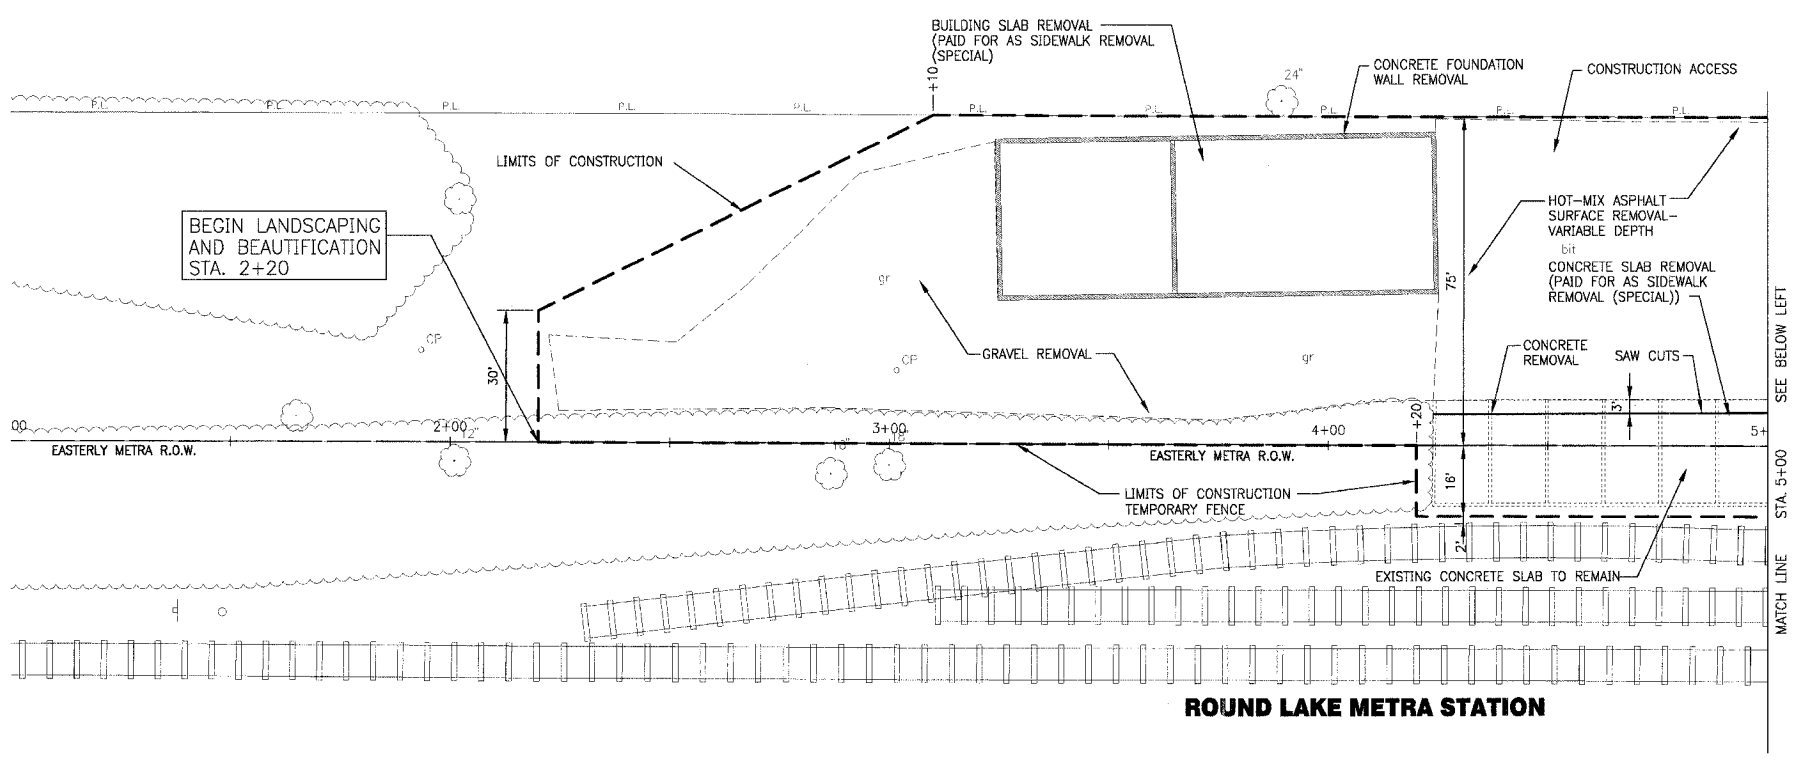 BUILDING SLAB REMOVAL
(PAID FOR AS SIDEWALK REMOVAL
(SPECIAL)
+10
24"
CONCRETE FOUNDATION
WALL REMOVAL
CONSTRUCTION ACCESS
P.L.
P.L.
P.L.
P.L.
P.L.
P.L.
P.L.
P.L.
P.L.
P.L.
LIMITS OF CONSTRUCTION
BEGIN LANDSCAPING
AND BEAUTIFICATION
STA. 2+20
HOT-MIX ASPHALT
SURFACE REMOVAL-
VARIABLE DEPTH
bit
CONCRETE SLAB REMOVAL
(PAID FOR AS SIDEWALK
REMOVAL (SPECIAL))
gr
75'
CP
GRAVEL REMOVAL
CP
gr
CONCRETE
REMOVAL
SAW CUTS
30'
3'
+20
00
2+00
12"
3+00
18"
4+00
5+
EASTERLY METRA R.O.W.
EASTERLY METRA R.O.W.
16'
LIMITS OF CONSTRUCTION
TEMPORARY FENCE
2'
EXISTING CONCRETE SLAB TO REMAIN
MATCH LINE STA. 5+00 SEE BELOW LEFT
ROUND LAKE METRA STATION